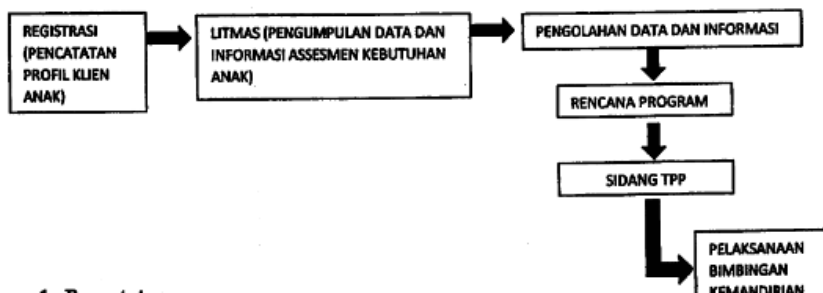 REGISTRASI
(PENCATATAN
PROFIL KLIEN
ANAK)
LITMAS (PENGUMPULAN DATA DAN
INFORMASI ASSESMEN KEBUTUHAN
ANAK)
PENGOLAHAN DATA DAN INFORMASI
RENCANA PROGRAM
SIDANG TPP
PELAKSANAAN
BIMBINGAN
KEMANDIRIAN